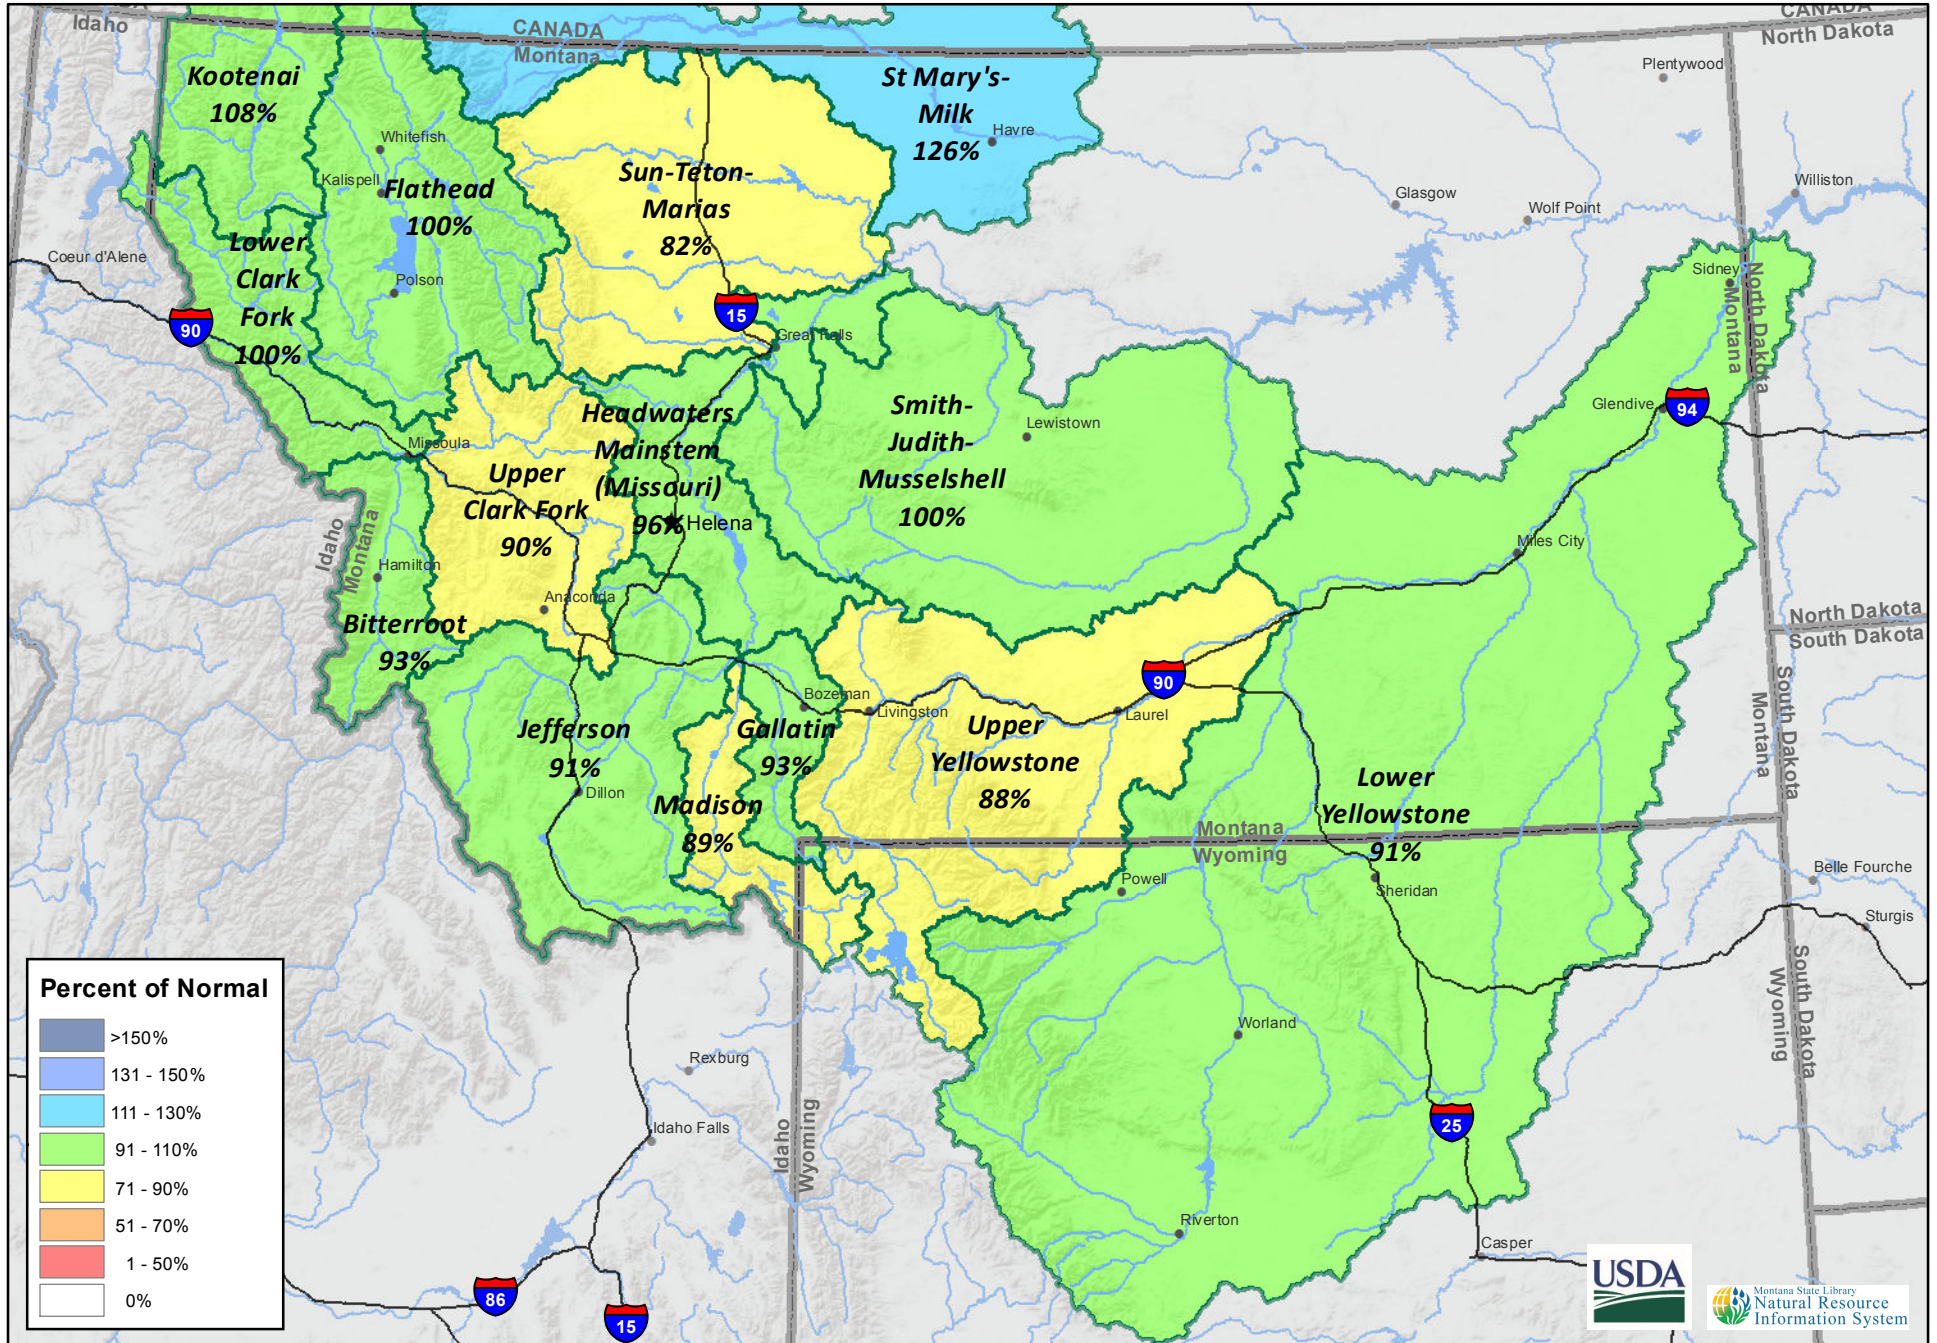 CANADA
Idaho
CANADA
Montana
CANADA
North Dakota
Kootenai
108%
St Mary's-
Milk
126%
Plentywood
Whitefish
Havre
Kalispell
Flathead
100%
Sun-Teton-
Marias
82%
Glasgow
Wolf Point
Williston
Lower
Clark
Fork
100%
Coeur d'Alene
Polson
Sidney
North Dakota
Montana
90
15
Great Falls
Headwaters
Mainstem
(Missouri)
96%
Helena
Smith-
Judith-
Musselshell
100%
Lewistown
Glendive
94
Missoula
Upper
Clark Fork
90%
Idaho
Montana
Hamilton
Anaconda
Miles City
Bitterroot
93%
North Dakota
South Dakota
Jefferson
91%
Dillon
Madison
89%
Bozeman
Gallatin
93%
Livingston
Upper
Yellowstone
88%
90
Laurel
South Dakota
Montana
Lower
Yellowstone
91%
Montana
Wyoming
Powell
Sheridan
Belle Fourche
Sturgis
South Dakota
Wyoming
Worland
Rexburg
Idaho Falls
Idaho
Wyoming
25
Riverton
Casper
86
15
Percent of Normal
>150%
131 - 150%
111 - 130%
91 - 110%
71 - 90%
51 - 70%
1 - 50%
0%
USDA
Montana State Library
Natural Resource
Information System